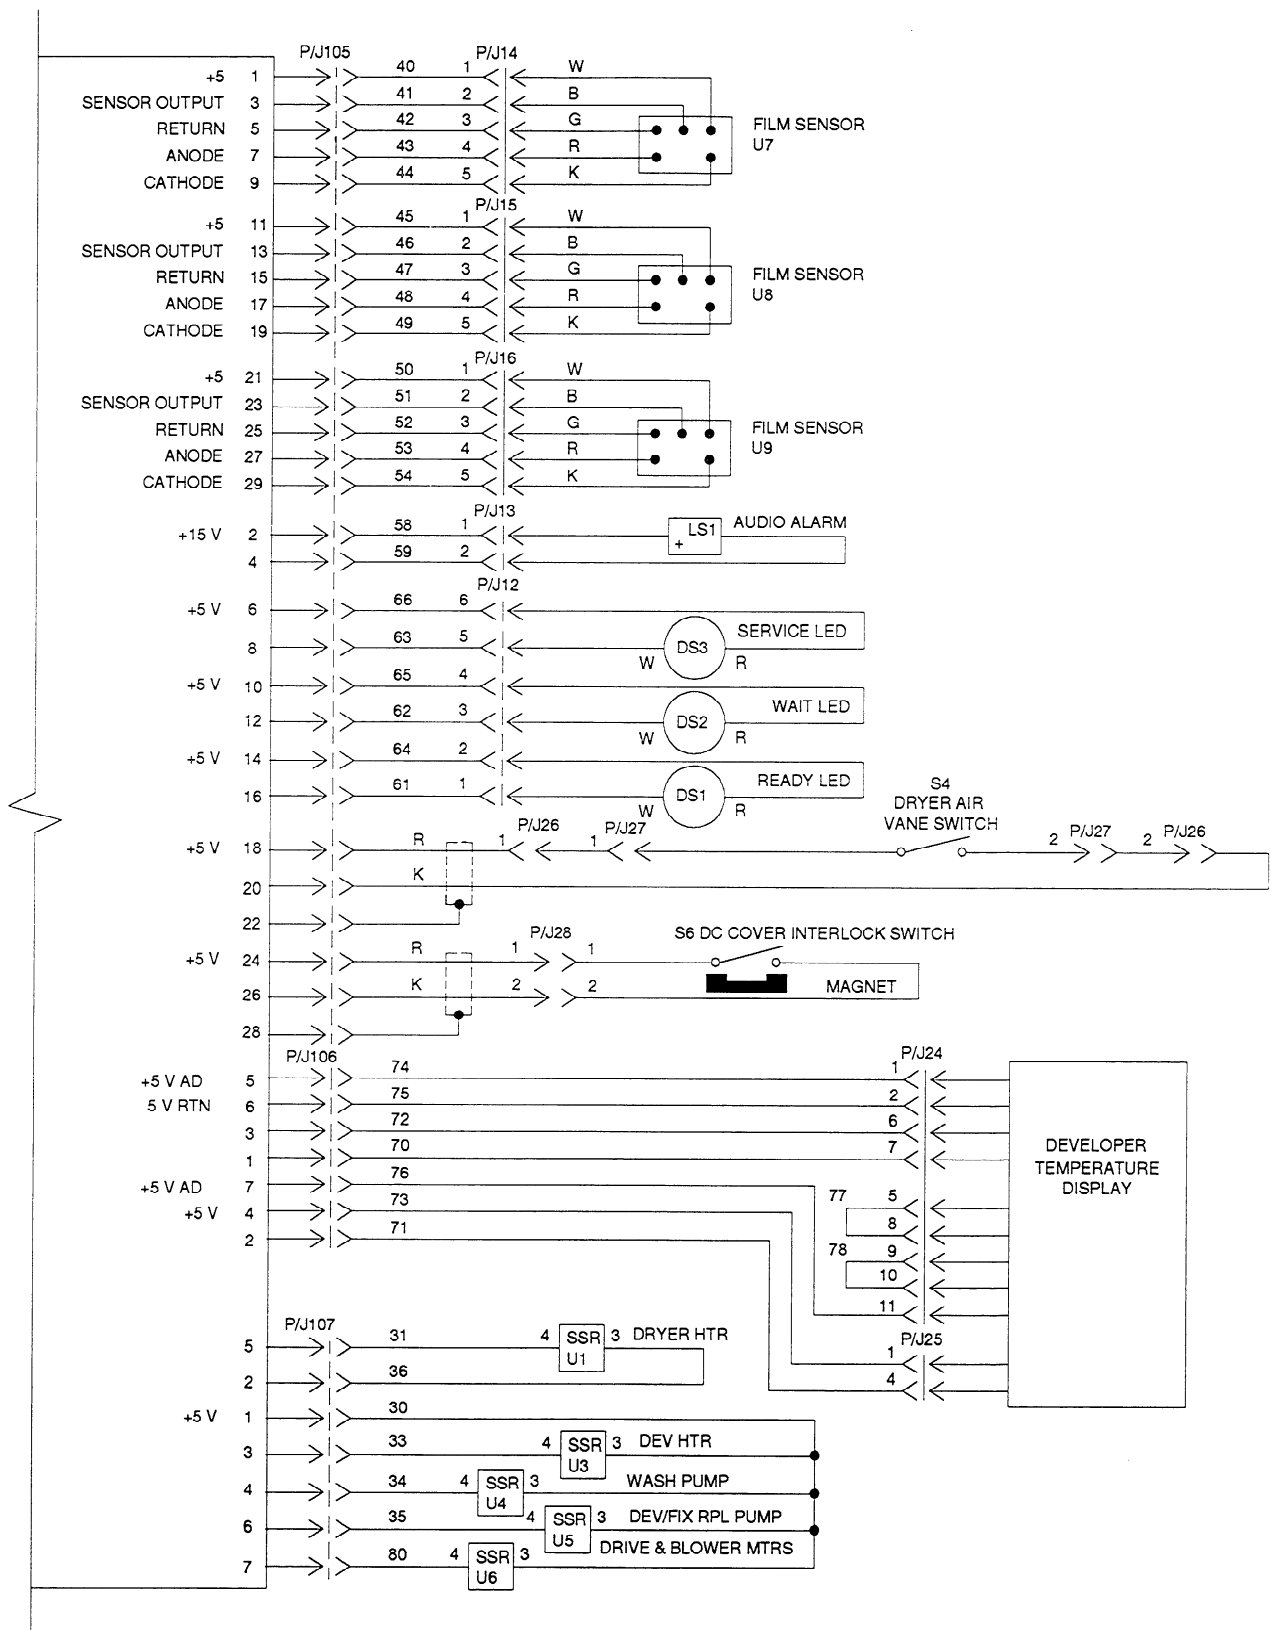 P/J105 P/J14
+5 1 40 1 W
SENSOR OUTPUT 3 41 2 B
RETURN 5 42 3 G
ANODE 7 43 4 R
CATHODE 9 44 5 K
FILM SENSOR
U7
P/J15
+5 11 45 1 W
SENSOR OUTPUT 13 46 2 B
RETURN 15 47 3 G
ANODE 17 48 4 R
CATHODE 19 49 5 K
FILM SENSOR
U8
P/J16
+5 21 50 1 W
SENSOR OUTPUT 23 51 2 B
RETURN 25 52 3 G
ANODE 27 53 4 R
CATHODE 29 54 5 K
FILM SENSOR
U9
P/J13
+15 V 2 58 1 LS1 + AUDIO ALARM
4 59 2
P/J12
+5 V 6 66 6
SERVICE LED
8 63 5 W DS3 R
+5 V 10 65 4
WAIT LED
12 62 3 W DS2 R
+5 V 14 64 2
READY LED
16 61 1 W DS1 R
S4
DRYER AIR
VANE SWITCH
P/J26 P/J27 P/J27 P/J26
+5 V 18 R 1 1 2 2
20 K
22
P/J28 S6 DC COVER INTERLOCK SWITCH
+5 V 24 R 1 1
26 K 2 2 MAGNET
28
P/J106 P/J24
+5 V AD 5 74 1
5 V RTN 6 75 2
3 72 6
1 70 7
+5 V AD 7 76
+5 V 4 73
2 71
77 5
8
78 9
10
11
DEVELOPER
TEMPERATURE
DISPLAY
P/J25
1
4
P/J107
5 31 4 SSR U1 3 DRYER HTR
2 36
+5 V 1 30
3 33 4 SSR U3 3 DEV HTR
4 34 4 SSR U4 3 WASH PUMP
6 35 4 SSR U5 3 DEV/FIX RPL PUMP
7 80 4 SSR U6 3 DRIVE & BLOWER MTRS